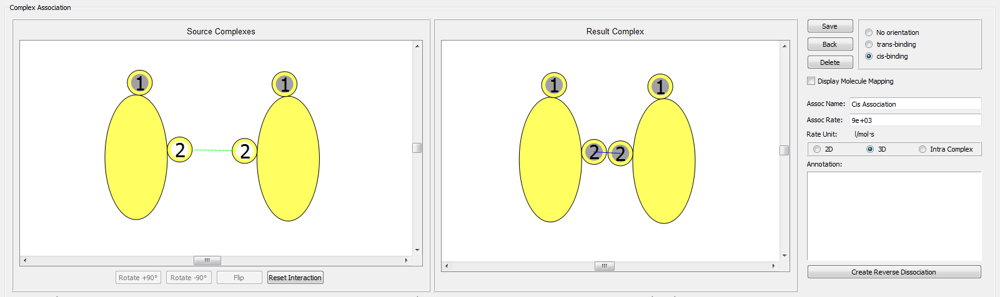 Complex Association
Source Complexes
1
1
2
2
Rotate +90°
Rotate -90°
Flip
Reset Interaction
Result Complex
1
1
2
2
Save
Back
Delete
No orientation
trans-binding
cis-binding
Display Molecule Mapping
Assoc Name: Cis Association
Assoc Rate: 9e+03
Rate Unit: l/mol·s
2D 3D Intra Complex
Annotation:
Create Reverse Dissociation